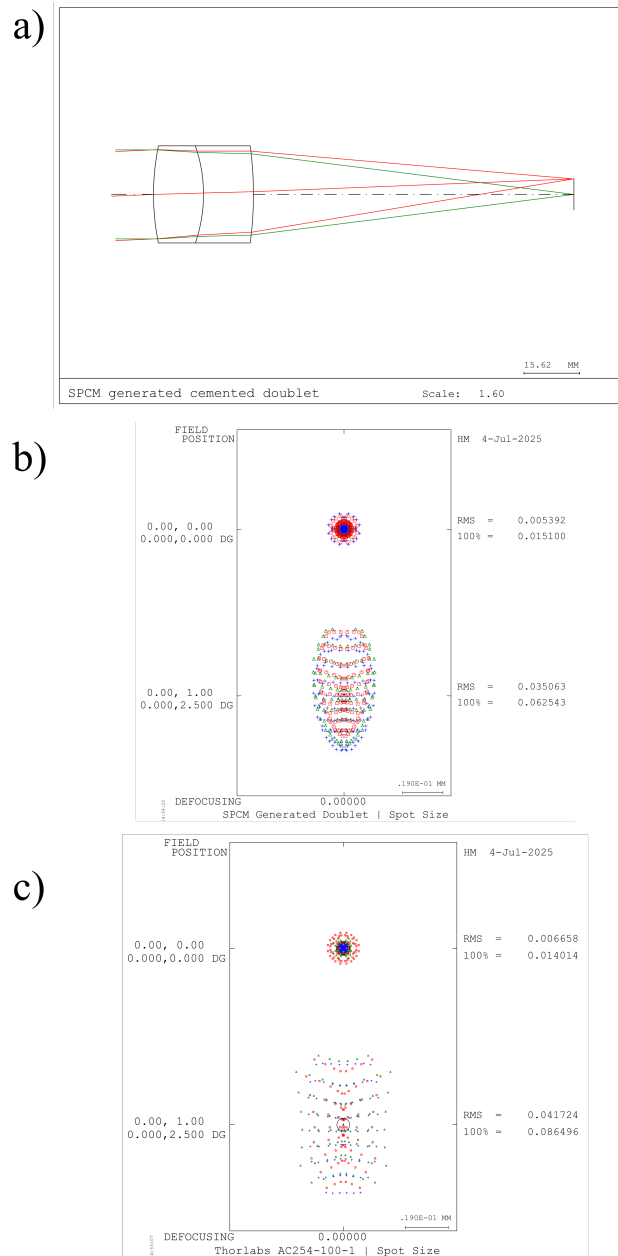 a)
15.62 MM
SPCM generated cemented doublet Scale: 1.60
b)
FIELD
POSITION
HM 4-Jul-2025
0.00, 0.00
0.000,0.000 DG
RMS = 0.005392
100% = 0.015100
0.00, 1.00
0.000,2.500 DG
RMS = 0.035063
100% = 0.062543
.190E-01 MM
DEFOCUSING 0.00000
SPCM Generated Doublet | Spot Size
c)
FIELD
POSITION
HM 4-Jul-2025
0.00, 0.00
0.000,0.000 DG
RMS = 0.006658
100% = 0.014014
0.00, 1.00
0.000,2.500 DG
RMS = 0.041724
100% = 0.086496
.190E-01 MM
DEFOCUSING 0.00000
Thorlabs AC254-100-1 | Spot Size